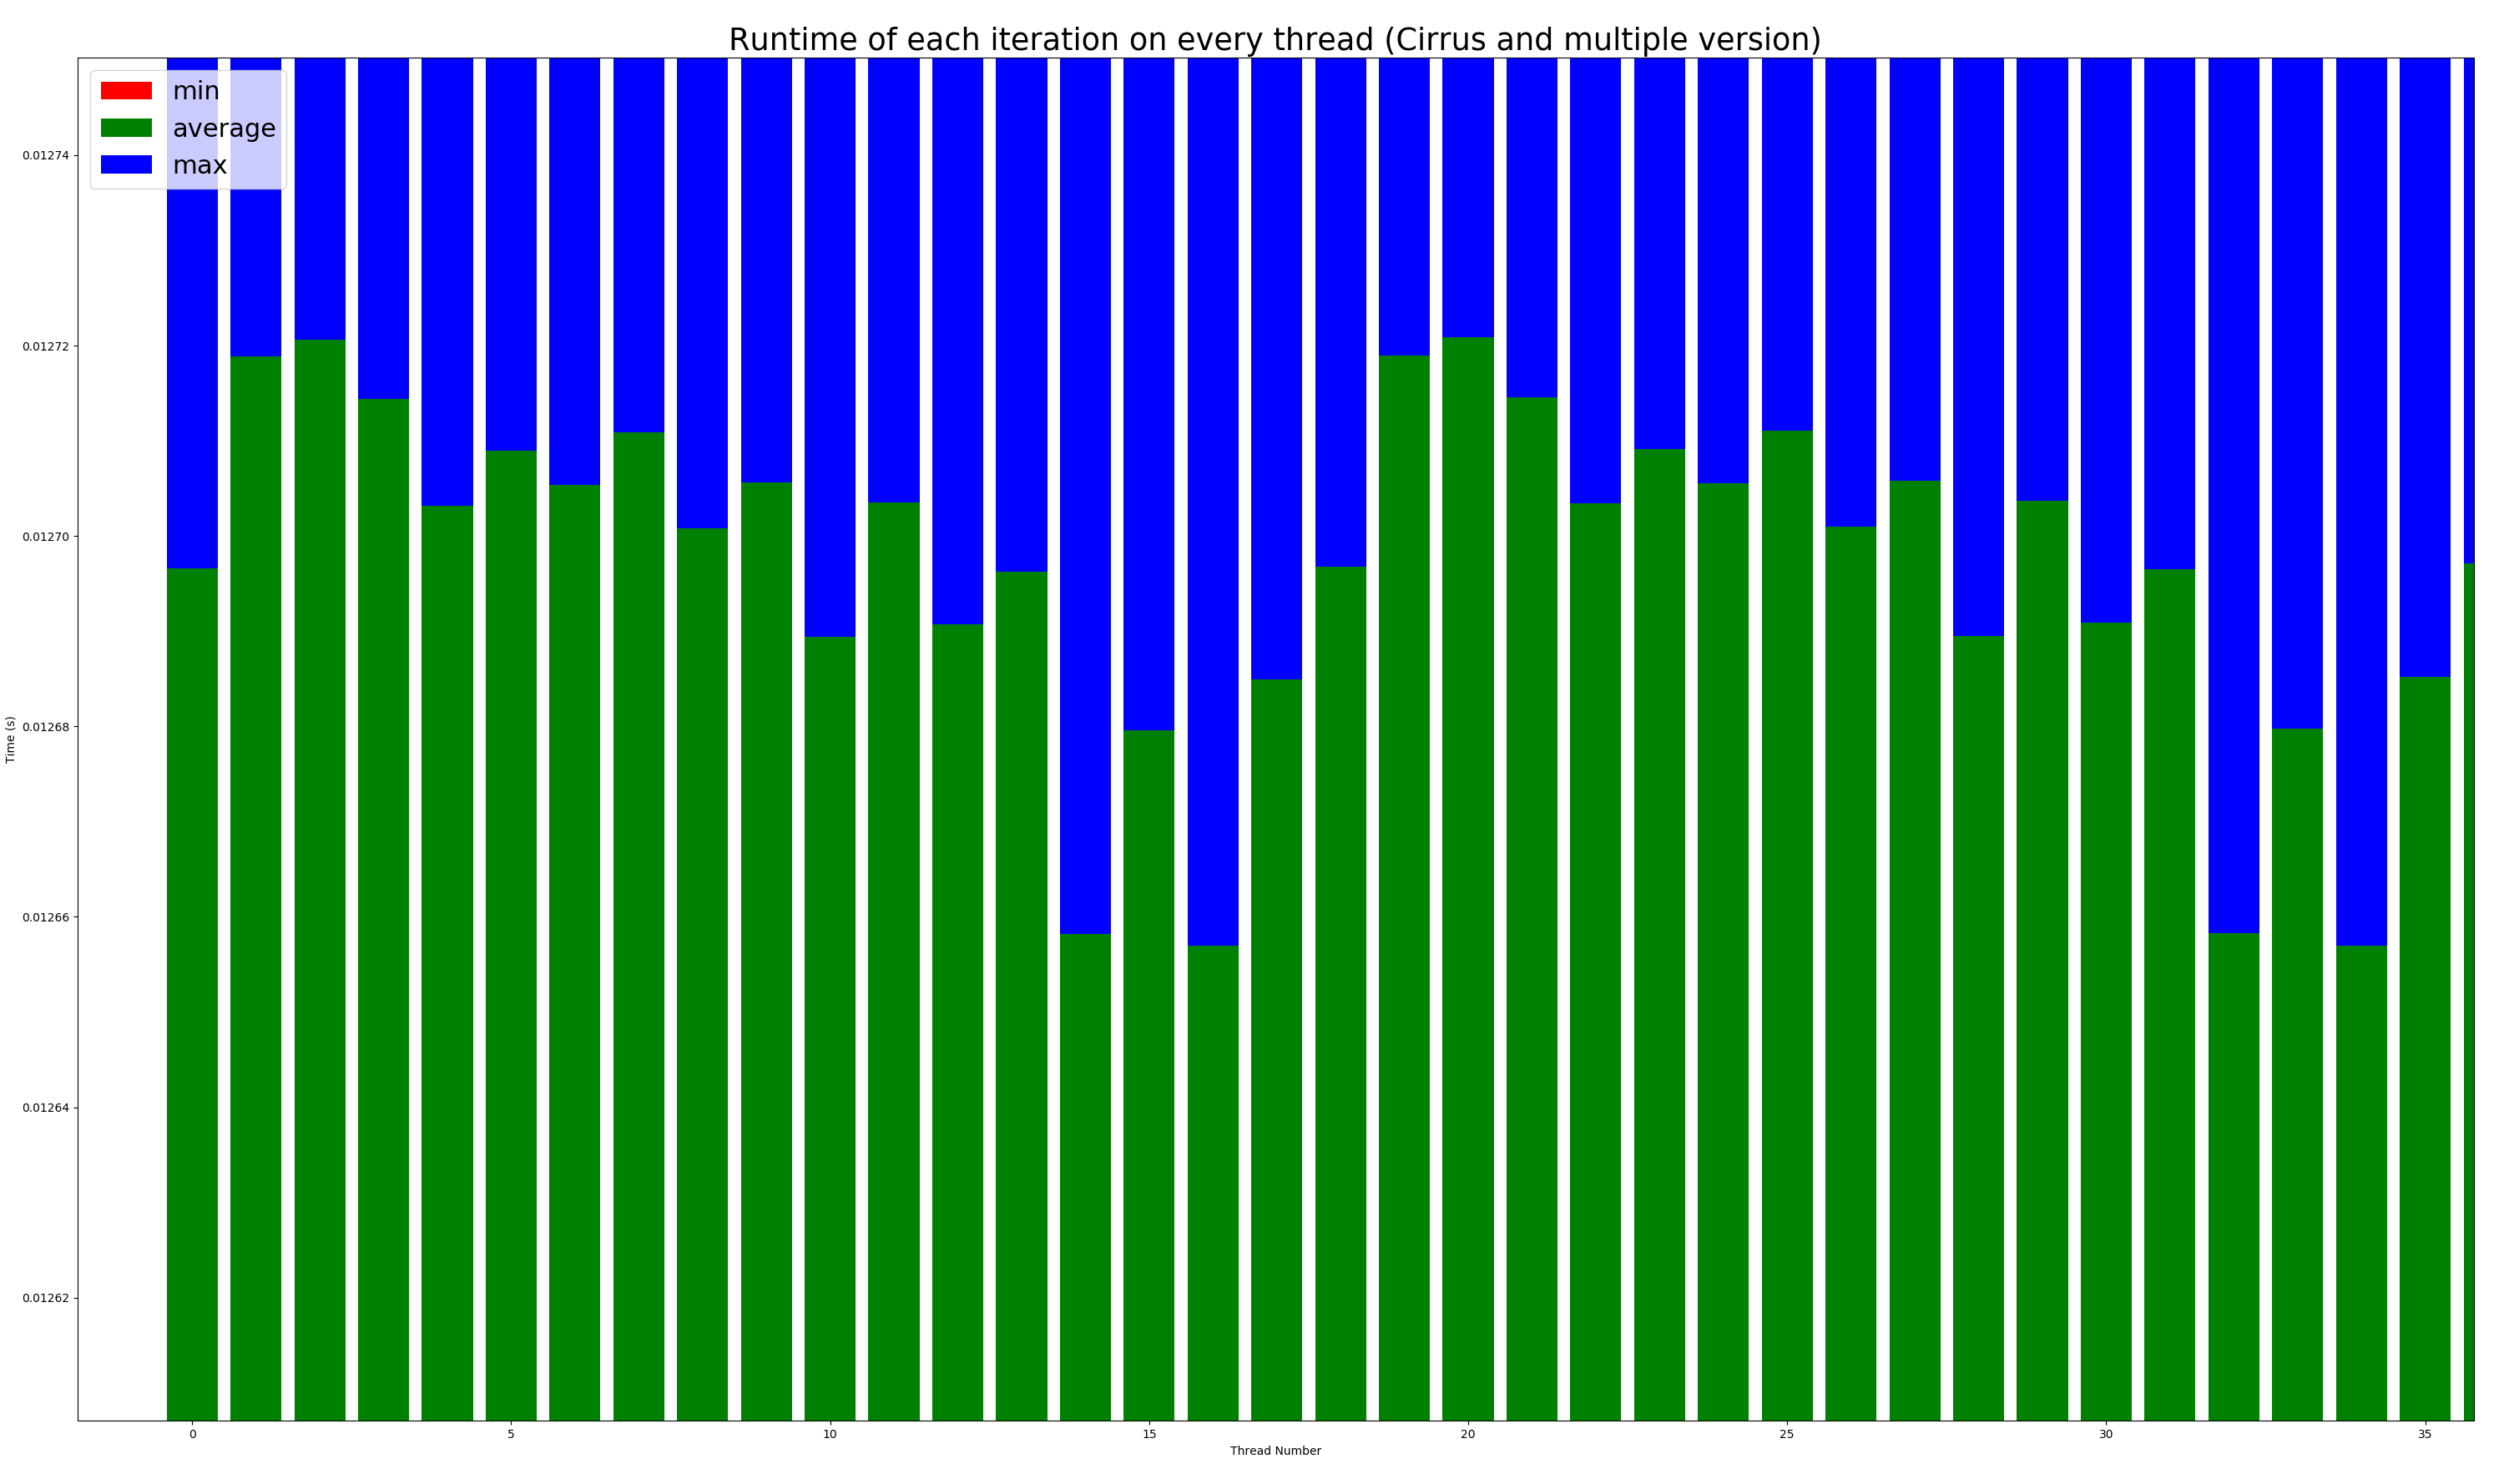 Runtime of each iteration on every thread (Cirrus and multiple version)
min
average
max
0.01274
0.01272
0.01270
0.01268
0.01266
0.01264
0.01262
Time (s)
0 5 10 15 20 25 30 35
Thread Number